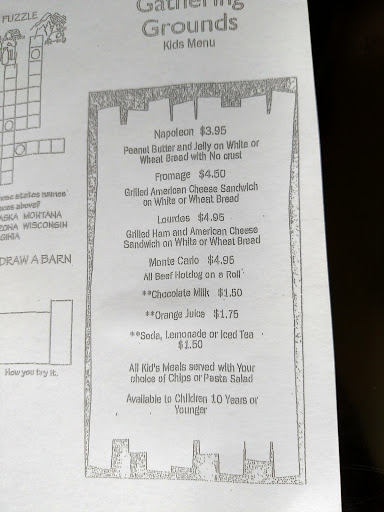 PUZZLE
Gathering
Grounds
Kids Menu
Napoleon $3.95
Peanut Butter and Jelly on White or
Wheat Bread with No crust
Fromage $4.50
Grilled American Cheese Sandwich
on White or Wheat Bread
Lourdes $4.95
Grilled Ham and American Cheese
Sandwich on White or Wheat Bread
Monte Carlo $4.95
All Beef Hotdog on a Roll
**Chocolate Milk $1.50
**Orange Juice $1.75
**Soda, Lemonade or Iced Tea
$1.50
All Kid's Meals served with Your
choice of Chips or Pasta Salad
Available to Children 10 Years or
Younger
states names
above?
MONTANA
WISCONSIN
DRAW A BARN
Now you try it.